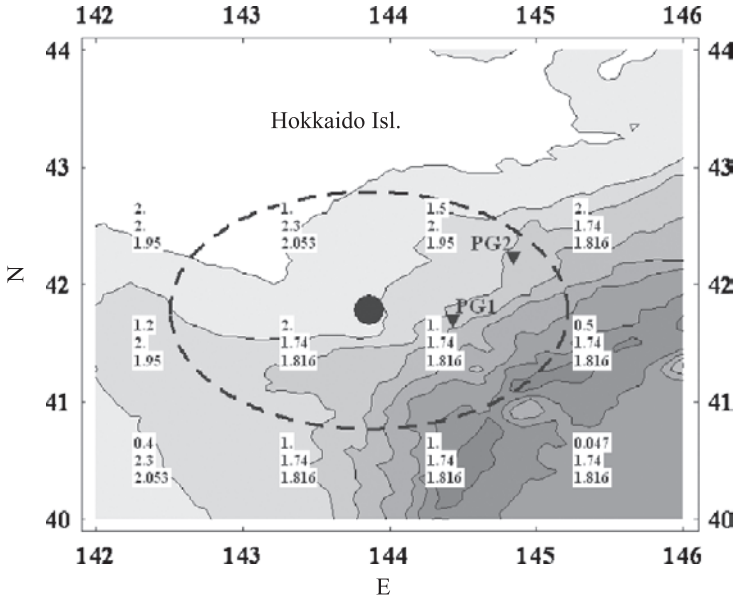 142 143 144 145 146
44 44
Hokkaido Isl.
43 43
2. 1. 1.5 2.
2. 2.3 2. 1.74
1.95 2.053 1.95 1.816
PG2
N 42 42
PG1
1.2 2. 1. 0.5
2. 1.74 1.74 1.74
1.95 1.816 1.816 1.816
41 41
0.4 1. 1. 0.047
2.3 1.74 1.74 1.74
2.053 1.816 1.816 1.816
40 40
142 143 144 145 146
E